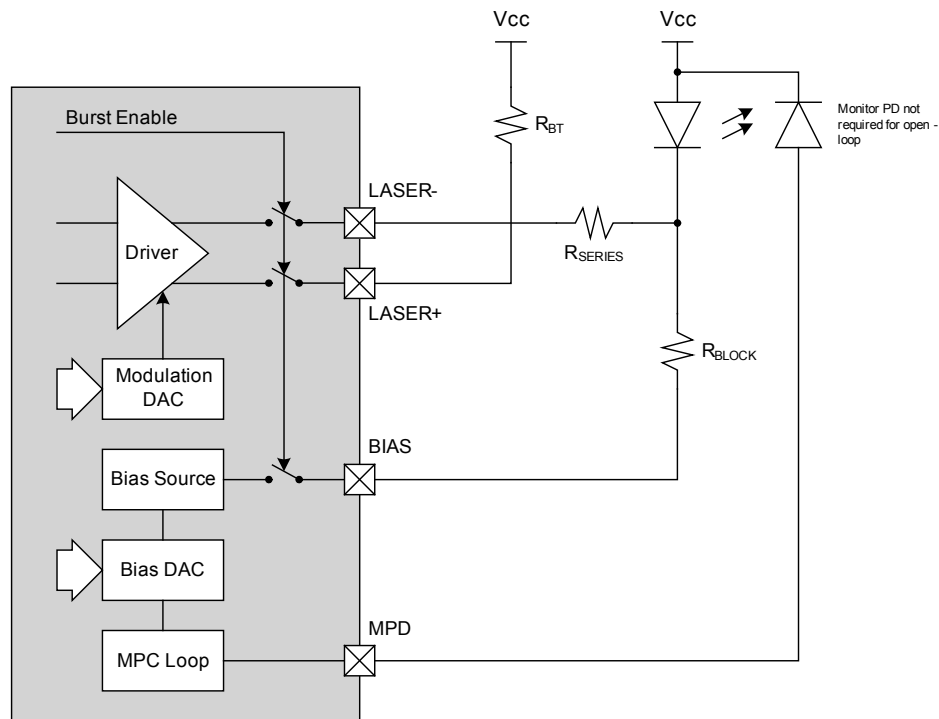 Vcc
Vcc
Burst Enable
RBT
Monitor PD not
required for open -
loop
LASER-
Driver
RSERIES
LASER+
RBLOCK
Modulation
DAC
BIAS
Bias Source
Bias DAC
MPD
MPC Loop